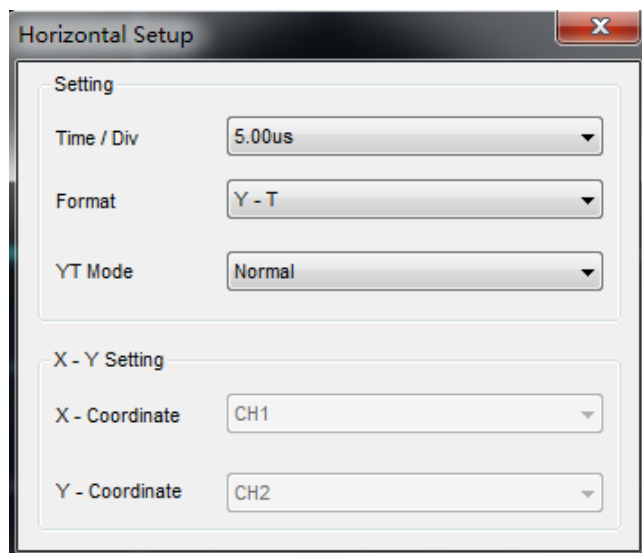 Horizontal Setup
Setting
Time / Div
5.00us
Format
Y - T
YT Mode
Normal
X - Y Setting
X - Coordinate
CH1
Y - Coordinate
CH2